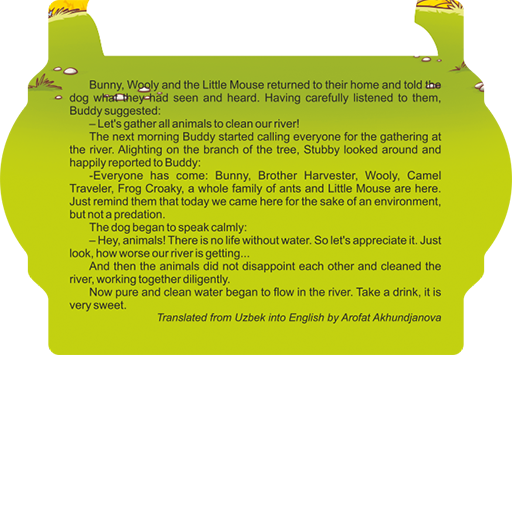 Bunny, Wooly and the Little Mouse returned to their home and told the
dog what they had seen and heard. Having carefully listened to them,
Buddy suggested:
– Let's gather all animals to clean our river!
The next morning Buddy started calling everyone for the gathering at
the river. Alighting on the branch of the tree, Stubby looked around and
happily reported to Buddy:
-Everyone has come: Bunny, Brother Harvester, Wooly, Camel
Traveler, Frog Croaky, a whole family of ants and Little Mouse are here.
Just remind them that today we came here for the sake of an environment,
but not a predation.
The dog began to speak calmly:
– Hey, animals! There is no life without water. So let's appreciate it. Just
look, how worse our river is getting...
And then the animals did not disappoint each other and cleaned the
river, working together diligently.
Now pure and clean water began to flow in the river. Take a drink, it is
very sweet.
Translated from Uzbek into English by Arofat Akhundjanova